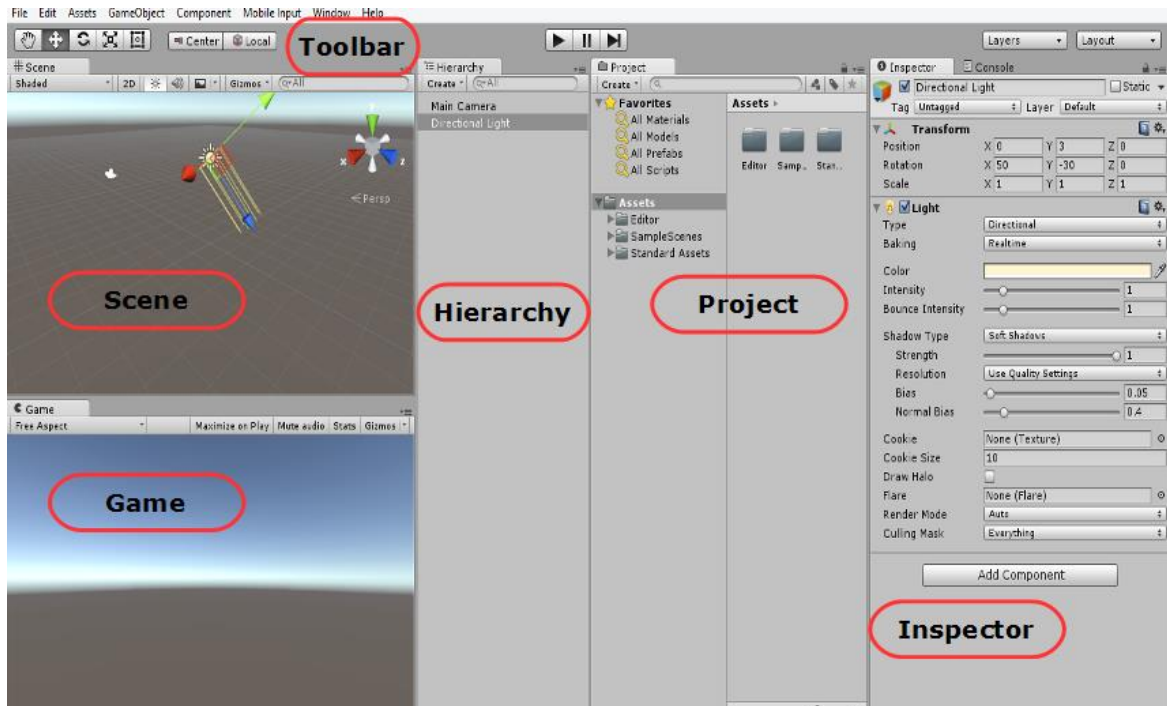 File Edit Assets GameObject Component Mobile Input Window Help
Center Local
Toolbar
Layers Layout
Scene
Shaded 2D Gizmos All
x z
Persp
Scene
Game
Free Aspect Maximize on Play Mute audio Stats Gizmos
Game
Hierarchy
Create All
Main Camera
Directional Light
Hierarchy
Project
Create
Favorites
All Materials
All Models
All Prefabs
All Scripts
Assets
Editor
SampleScenes
Standard Assets
Assets
Editor Samp.. Stan..
Project
Inspector Console
Directional Light Static
Tag Untagged Layer Default
Transform
Position X 0 Y 3 Z 0
Rotation X 50 Y -30 Z 0
Scale X 1 Y 1 Z 1
Light
Type Directional
Baking Realtime
Color
Intensity 1
Bounce Intensity 1
Shadow Type Soft Shadows
Strength 1
Resolution Use Quality Settings
Bias 0.05
Normal Bias 0.4
Cookie None (Texture)
Cookie Size 10
Draw Halo
Flare None (Flare)
Render Mode Auto
Culling Mask Everything
Add Component
Inspector